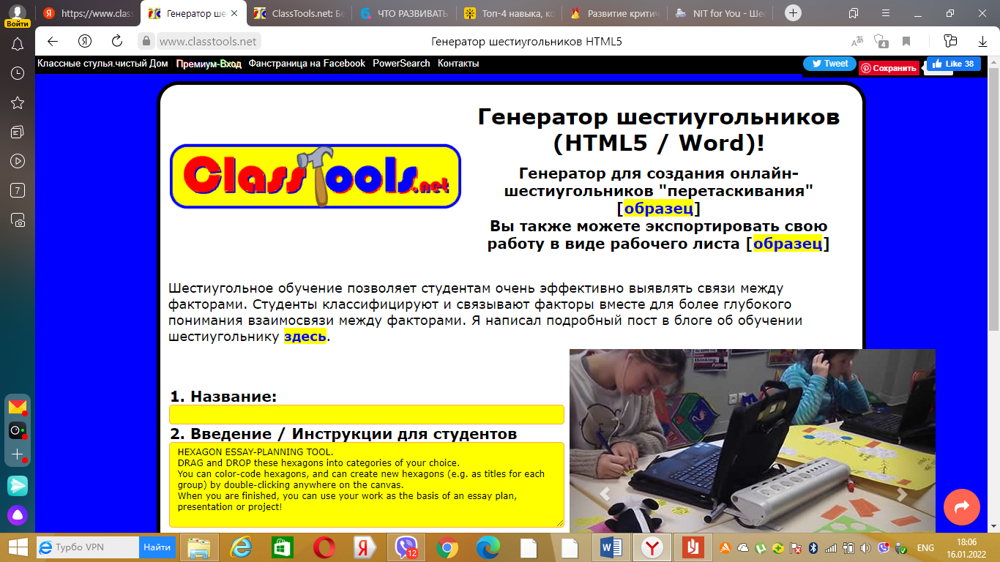 Войти
https://www.class
Генератор ше
ClassTools.net: Бе
ЧТО РАЗВИВАТЬ
Топ-4 навыка, ко
Развитие критич
NIT for You - Ше
www.classtools.net
Генератор шестиугольников HTML5
4
Классные стулья.чистый Дом
Премиум-Вход
Фанстраница на Facebook
PowerSearch
Контакты
Tweet
Сохранить
Like 38
7
ClassTools.net
Генератор шестиугольников
(HTML5 / Word)!
Генератор для создания онлайн-
шестиугольников "перетаскивания"
[образец]
Вы также можете экспортировать свою
работу в виде рабочего листа [образец]
Шестиугольное обучение позволяет студентам очень эффективно выявлять связи между
факторами. Студенты классифицируют и связывают факторы вместе для более глубокого
понимания взаимосвязи между факторами. Я написал подробный пост в блоге об обучении
шестиугольнику здесь.
1. Название:
2. Введение / Инструкции для студентов
HEXAGON ESSAY-PLANNING TOOL.
DRAG and DROP these hexagons into categories of your choice.
You can color-code hexagons, and can create new hexagons (e.g. as titles for each
group) by double-clicking anywhere on the canvas.
When you are finished, you can use your work as the basis of an essay plan,
presentation or project!
Турбо VPN
Найти
12
ENG
18:06
16.01.2022